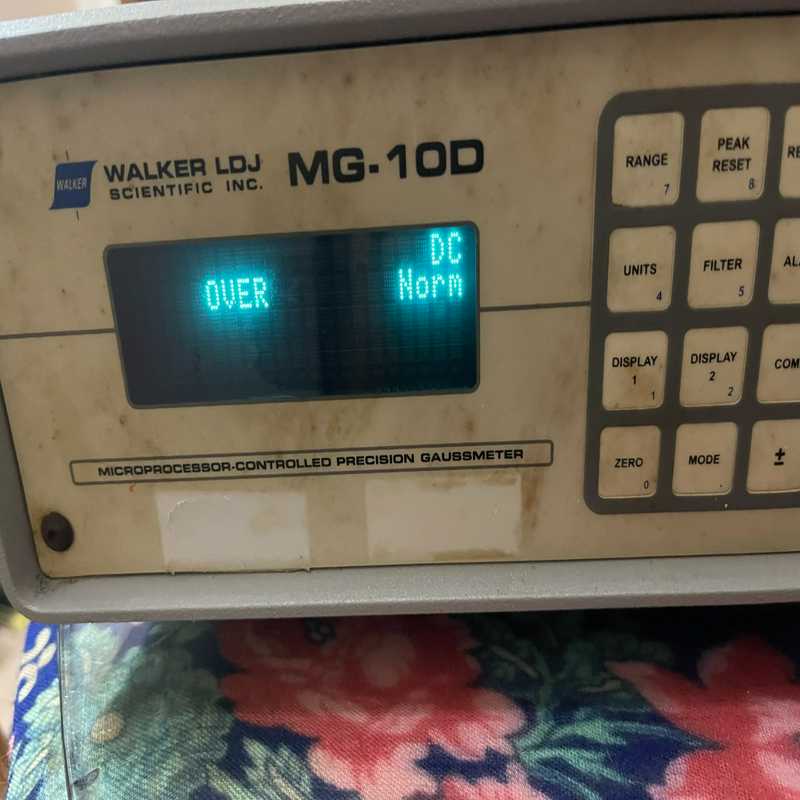 WALKER
WALKER LDJ
SCIENTIFIC INC.
MG-10D
DC
OVER
Norm
MICROPROCESSOR-CONTROLLED PRECISION GAUSSMETER
RANGE
7
PEAK
RESET
8
UNITS
4
FILTER
5
DISPLAY
1
1
DISPLAY
2
2
ZERO
0
MODE
.
±